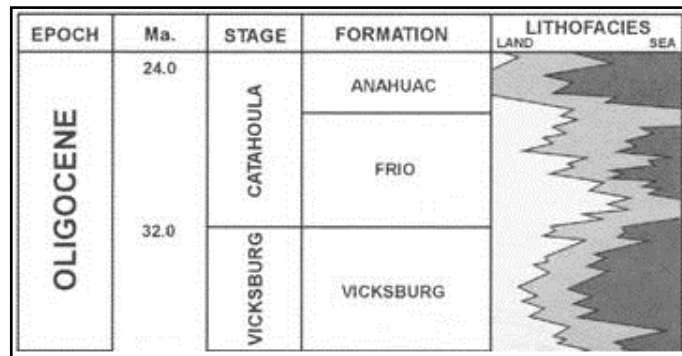 EPOCH Ma. STAGE FORMATION LITHOFACIES
LAND SEA
24.0
ANAHUAC
OLIGOCENE
CATAHOULA
FRIO
32.0
VICKSBURG
VICKSBURG